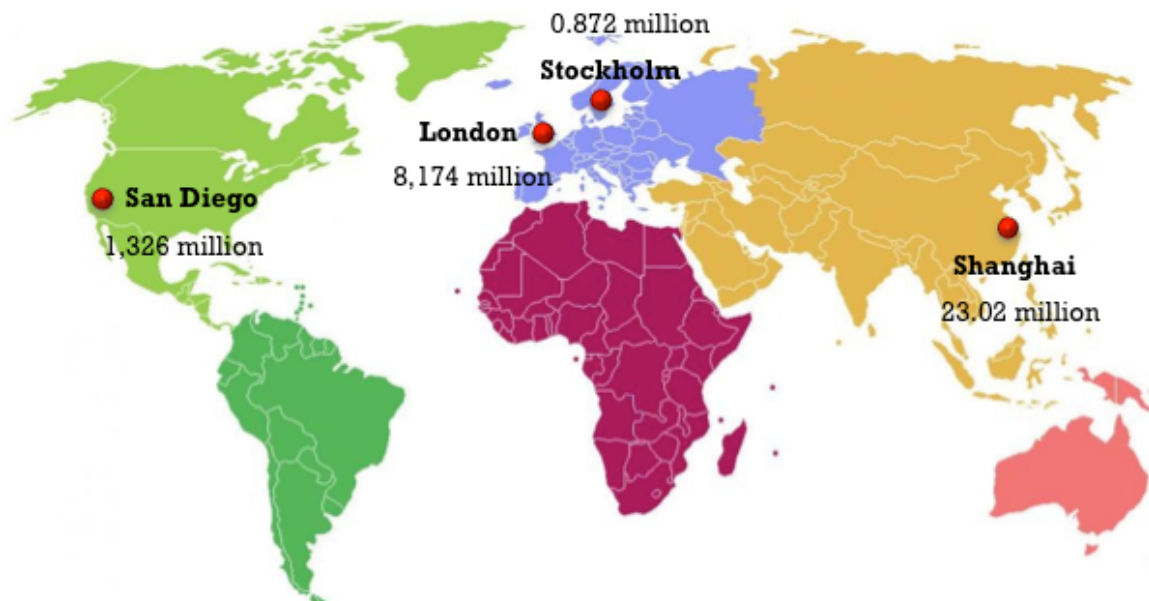 0.872 million
Stockholm
London
8,174 million
San Diego
1,326 million
Shanghai
23.02 million